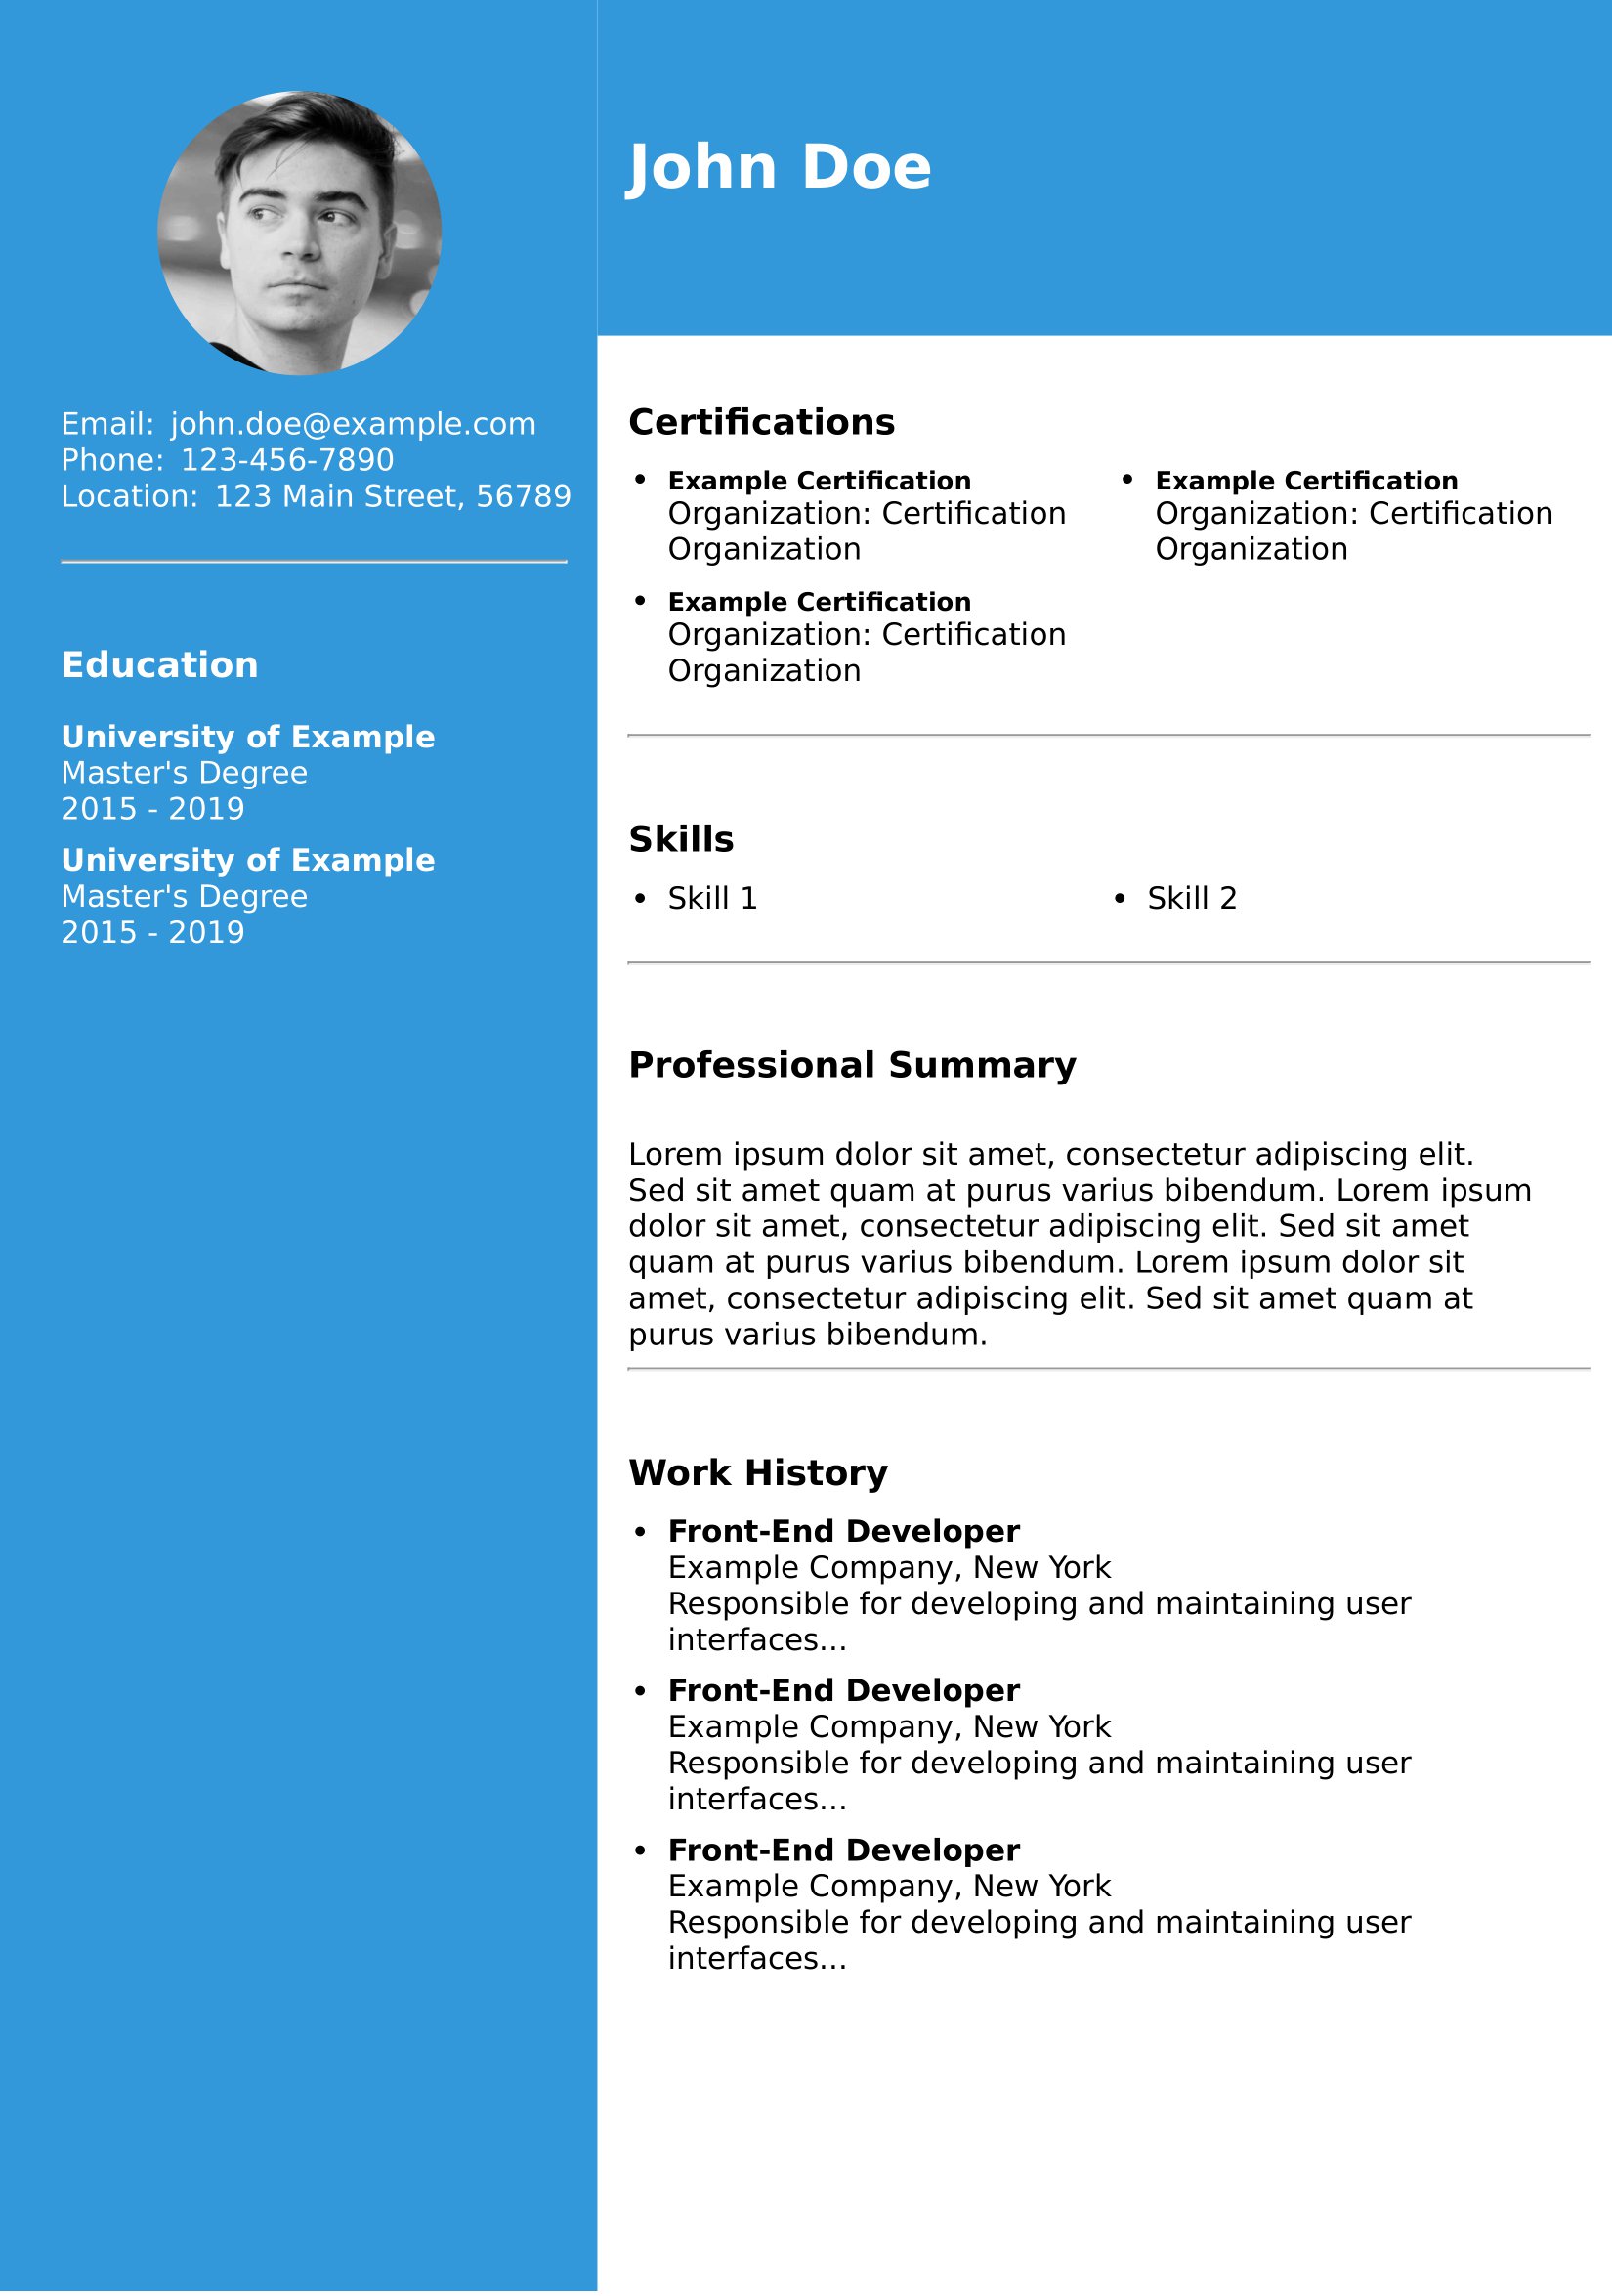 John Doe
Email: john.doe@example.com
Phone: 123-456-7890
Location: 123 Main Street, 56789
Education
University of Example
Master's Degree
2015 - 2019
University of Example
Master's Degree
2015 - 2019
Certifications
• Example Certification
Organization: Certification
Organization
• Example Certification
Organization: Certification
Organization
• Example Certification
Organization: Certification
Organization
Skills
• Skill 1
• Skill 2
Professional Summary
Lorem ipsum dolor sit amet, consectetur adipiscing elit.
Sed sit amet quam at purus varius bibendum. Lorem ipsum
dolor sit amet, consectetur adipiscing elit. Sed sit amet
quam at purus varius bibendum. Lorem ipsum dolor sit
amet, consectetur adipiscing elit. Sed sit amet quam at
purus varius bibendum.
Work History
• Front-End Developer
Example Company, New York
Responsible for developing and maintaining user
interfaces...
• Front-End Developer
Example Company, New York
Responsible for developing and maintaining user
interfaces...
• Front-End Developer
Example Company, New York
Responsible for developing and maintaining user
interfaces...